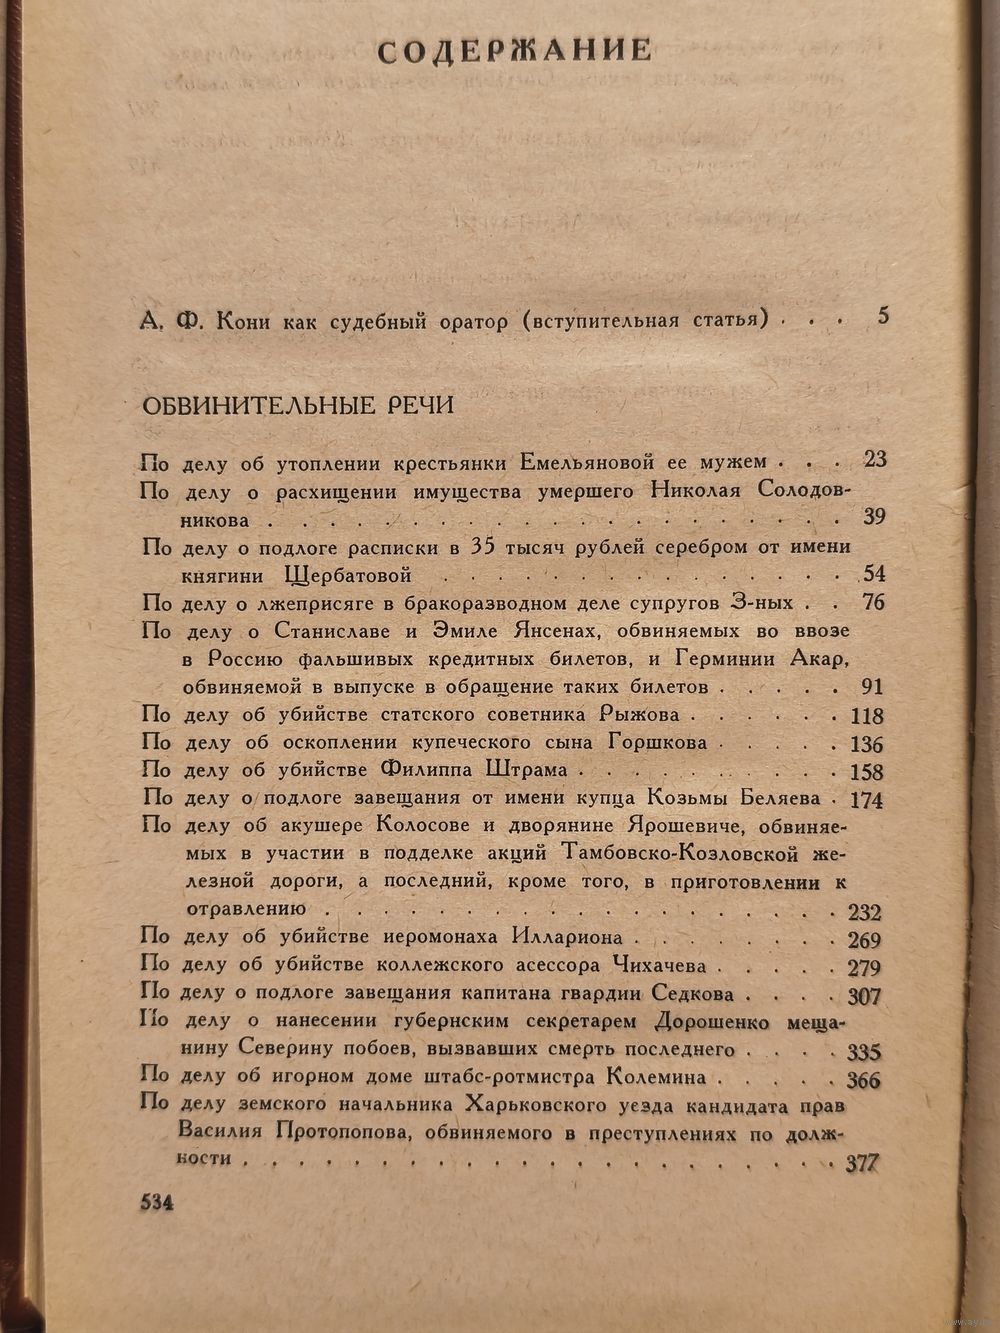 СОДЕРЖАНИЕ
А. Ф. Кони как судебный оратор (вступительная статья) . . . 5
ОБВИНИТЕЛЬНЫЕ РЕЧИ
По делу об утоплении крестьянки Емельяновой ее мужем . . . 23
По делу о расхищении имущества умершего Николая Солодов-
никова . . . . . . . . . . . . . . . . . . . . . 39
По делу о подлоге расписки в 35 тысяч рублей серебром от имени
княгини Щербатовой . . . . . . . . . . . . . . . 54
По делу о лжеприсяге в бракоразводном деле супругов З-ных . . 76
По делу о Станиславе и Эмиле Янсенах, обвиняемых во ввозе
в Россию фальшивых кредитных билетов, и Герминии Акар,
обвиняемой в выпуске в обращение таких билетов . . . . . 91
По делу об убийстве статского советника Рыжова . . . . . . 118
По делу об оскоплении купеческого сына Горшкова . . . . . 136
По делу об убийстве Филиппа Штрама . . . . . . . . . . 158
По делу о подлоге завещания от имени купца Козьмы Беляева . 174
По делу об акушере Колосове и дворянине Ярошевиче, обвиняе-
мых в участии в подделке акций Тамбовско-Козловской же-
лезной дороги, а последний, кроме того, в приготовлении к
отравлению . . . . . . . . . . . . . . . . . . . 232
По делу об убийстве иеромонаха Иллариона . . . . . . . . 269
По делу об убийстве коллежского асессора Чихачева . . . . . 279
По делу о подлоге завещания капитана гвардии Седкова . . . . 307
По делу о нанесении губернским секретарем Дорошенко меща-
нину Северину побоев, вызвавших смерть последнего . . . . 335
По делу об игорном доме штабс-ротмистра Колемина . . . . . 366
По делу земского начальника Харьковского уезда кандидата прав
Василия Протопопова, обвиняемого в преступлениях по долж-
ности . . . . . . . . . . . . . . . . . . . . . . 377
534